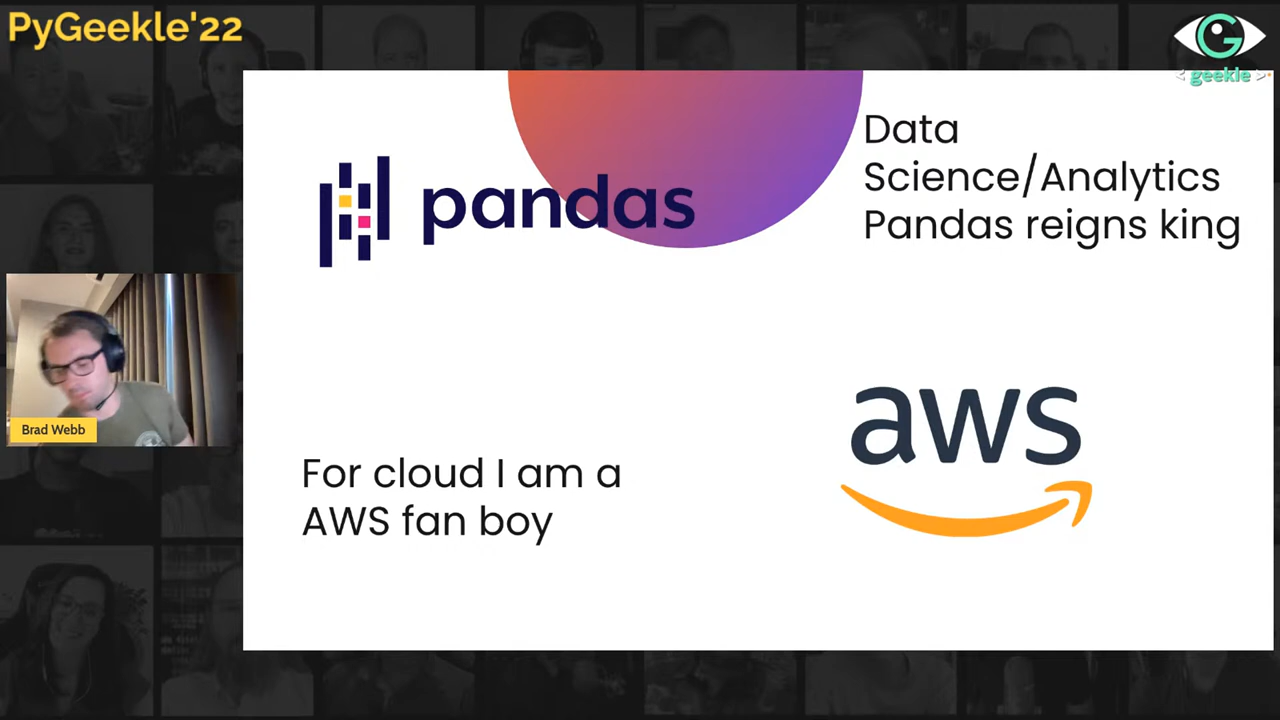 PyGeekle'22
< geekle >
pandas
Data
Science/Analytics
Pandas reigns king
Brad Webb
For cloud I am a
AWS fan boy
aws